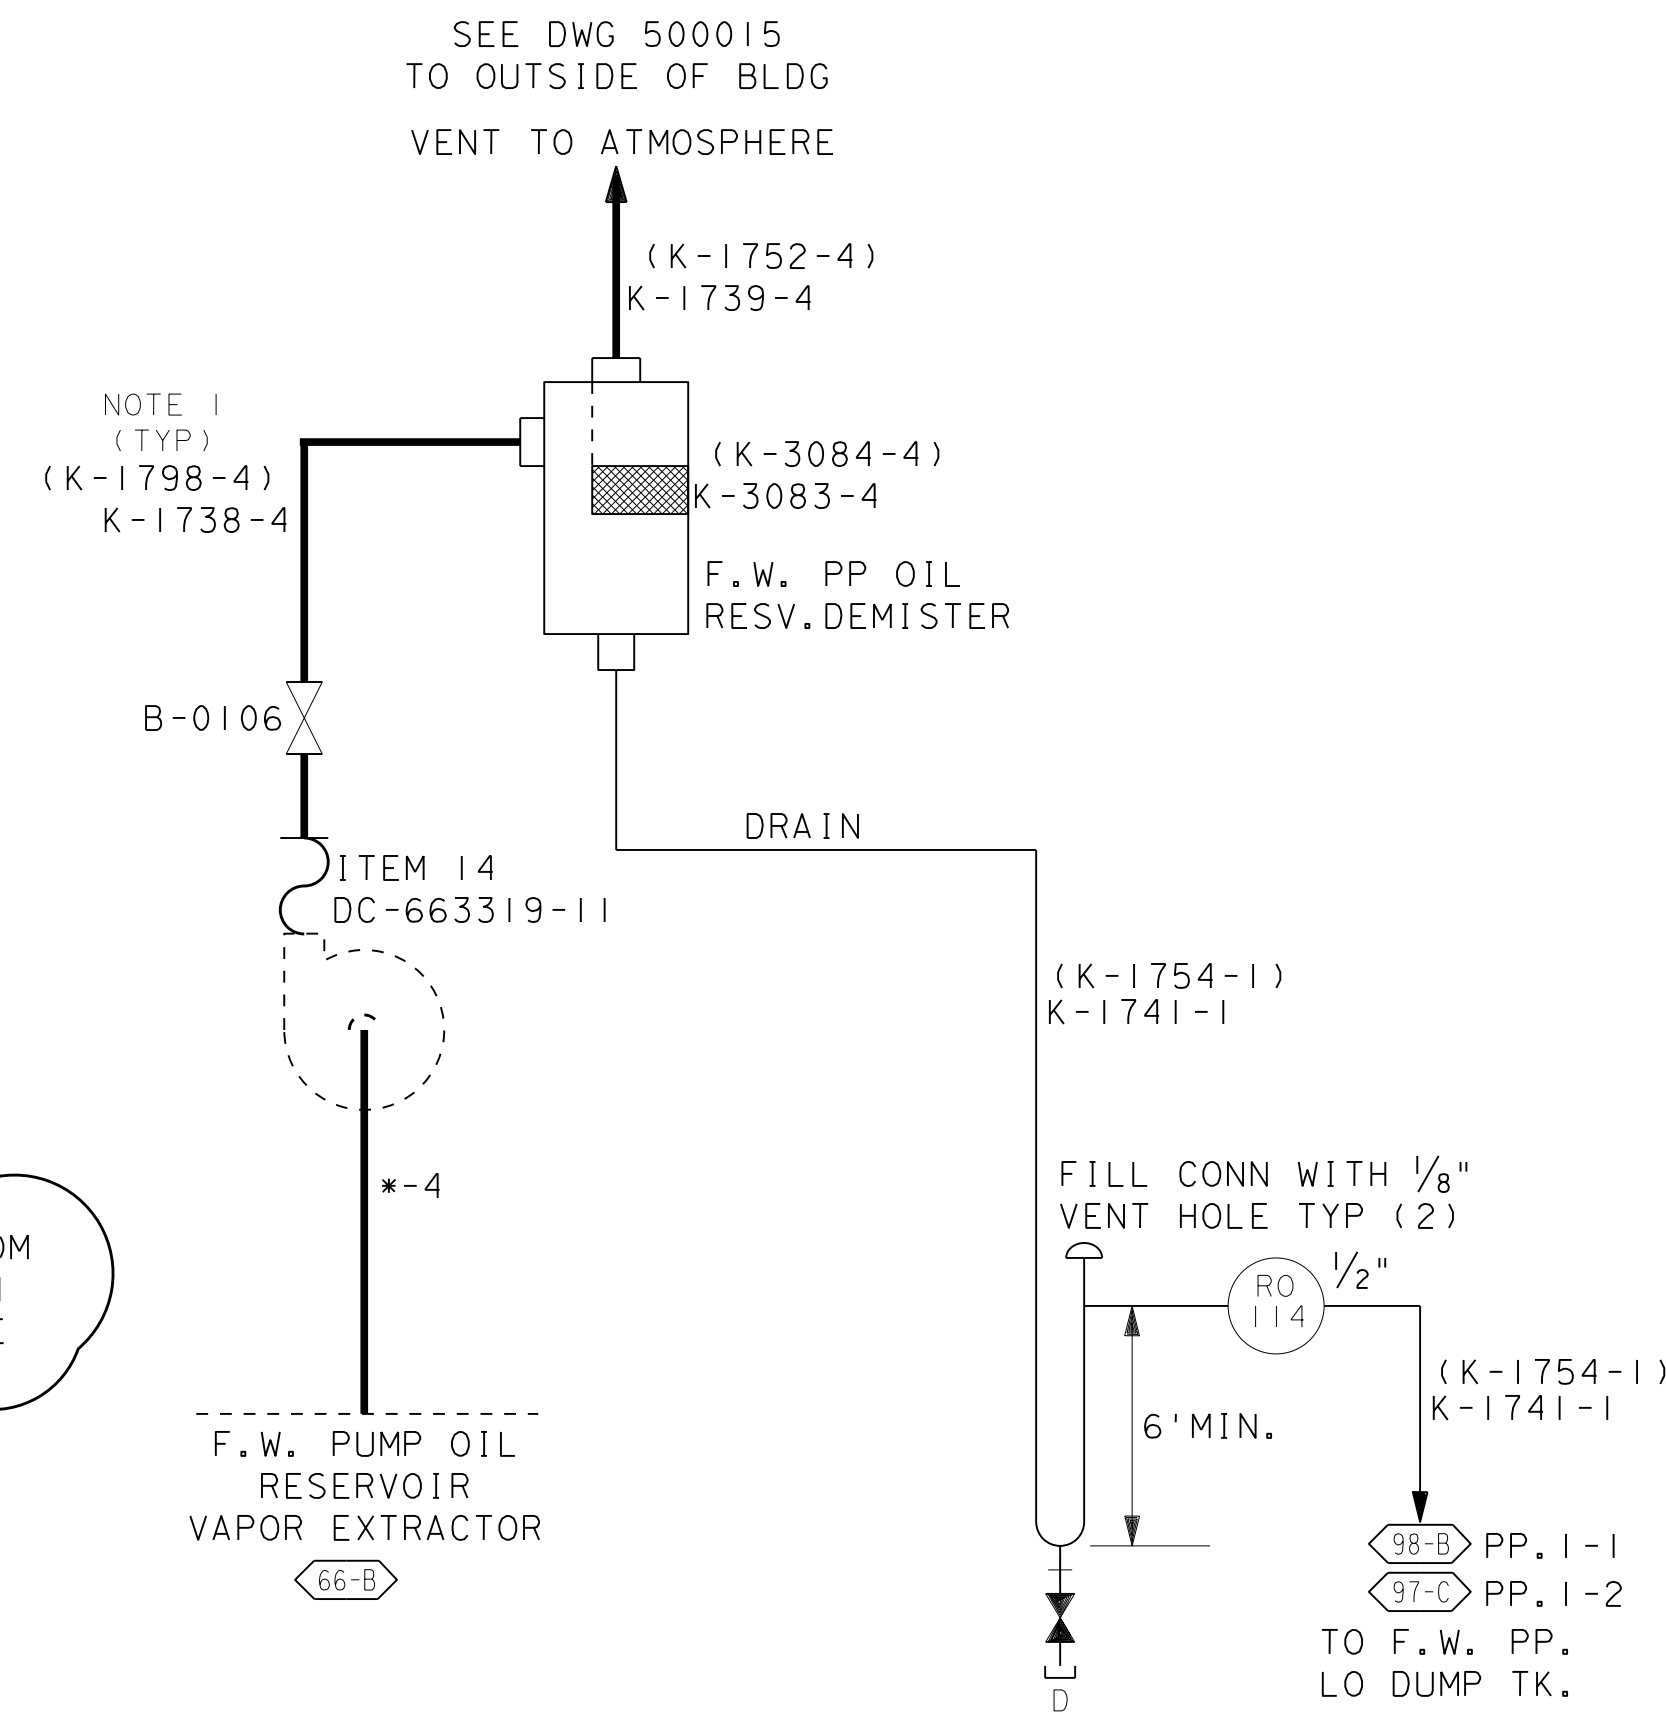 SEE DWG 500015
TO OUTSIDE OF BLDG
VENT TO ATMOSPHERE
(K-1752-4)
K-1739-4
NOTE 1
(TYP)
(K-1798-4)
K-1738-4
(K-3084-4)
K-3083-4
F.W. PP OIL
RESV.DEMISTER
B-0106
DRAIN
ITEM 14
DC-663319-11
(K-1754-1)
K-1741-1
*-4
FILL CONN WITH 1/8"
VENT HOLE TYP (2)
RO
114
1/2"
(K-1754-1)
K-1741-1
6'MIN.
F.W. PUMP OIL
RESERVOIR
VAPOR EXTRACTOR
66-B
98-B PP.1-1
97-C PP.1-2
TO F.W. PP.
LO DUMP TK.
D